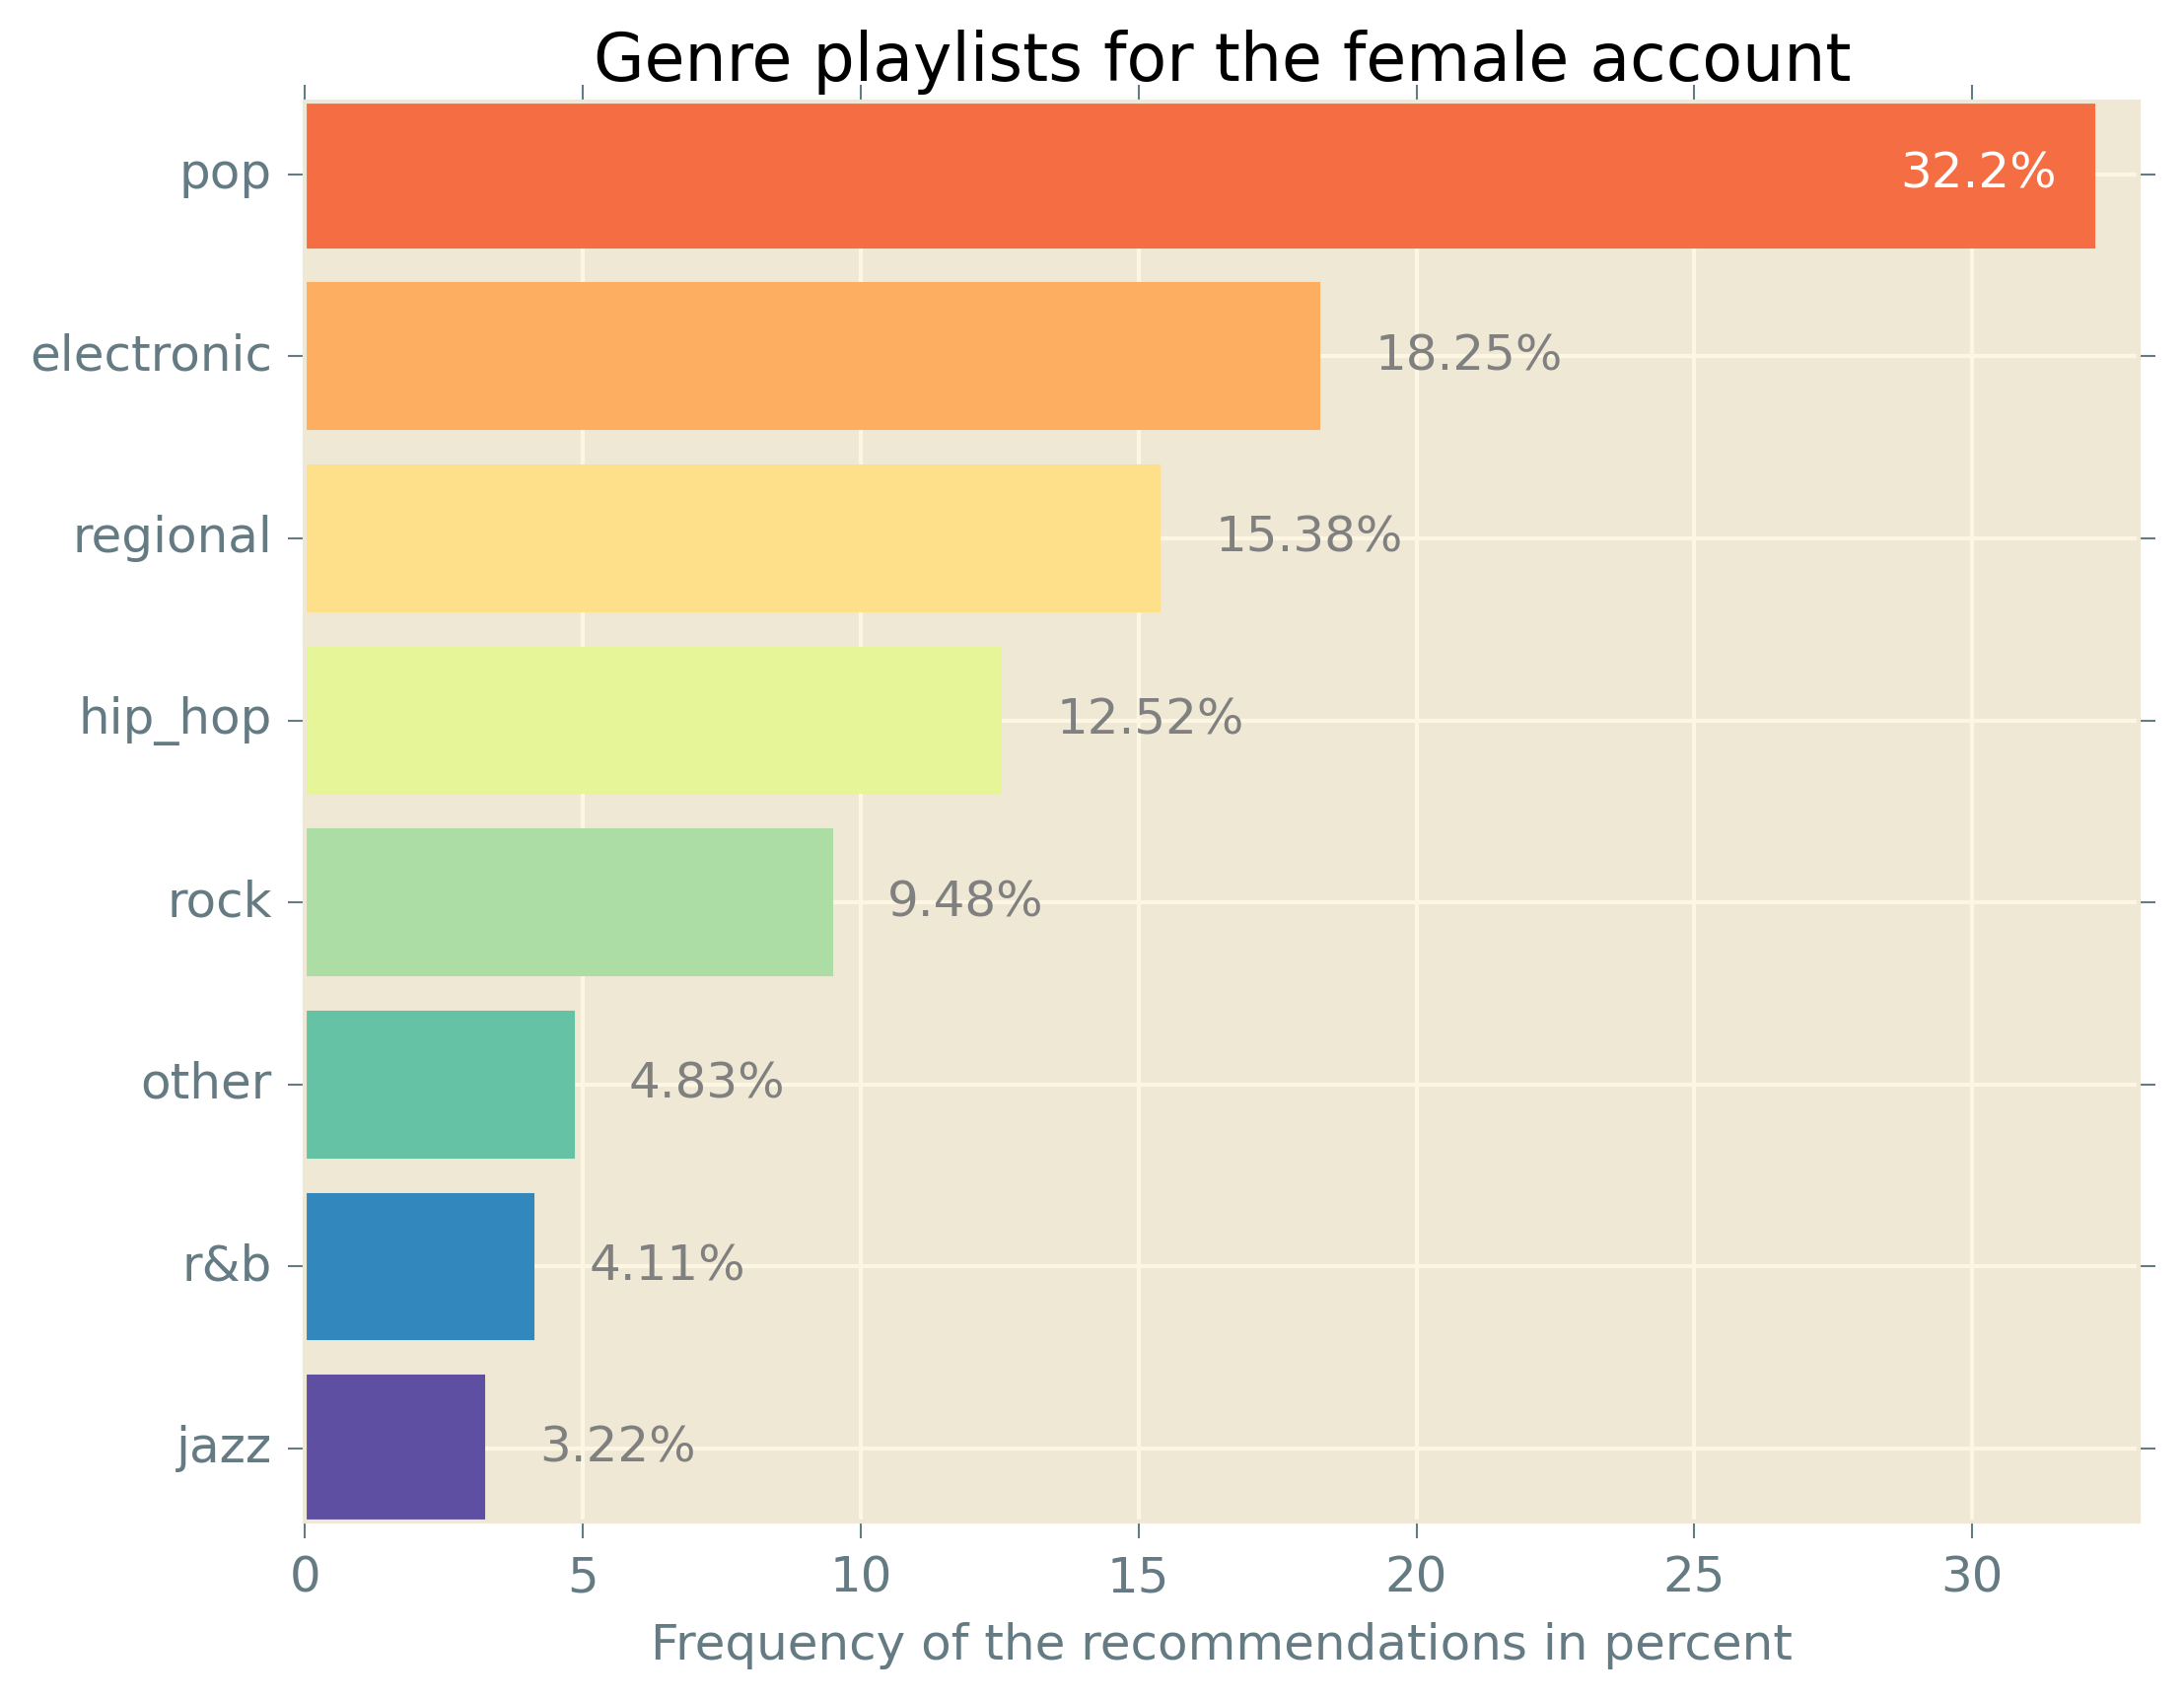 Genre playlists for the female account
pop 32.2%
electronic 18.25%
regional 15.38%
hip_hop 12.52%
rock 9.48%
other 4.83%
r&b 4.11%
jazz 3.22%
0 5 10 15 20 25 30
Frequency of the recommendations in percent